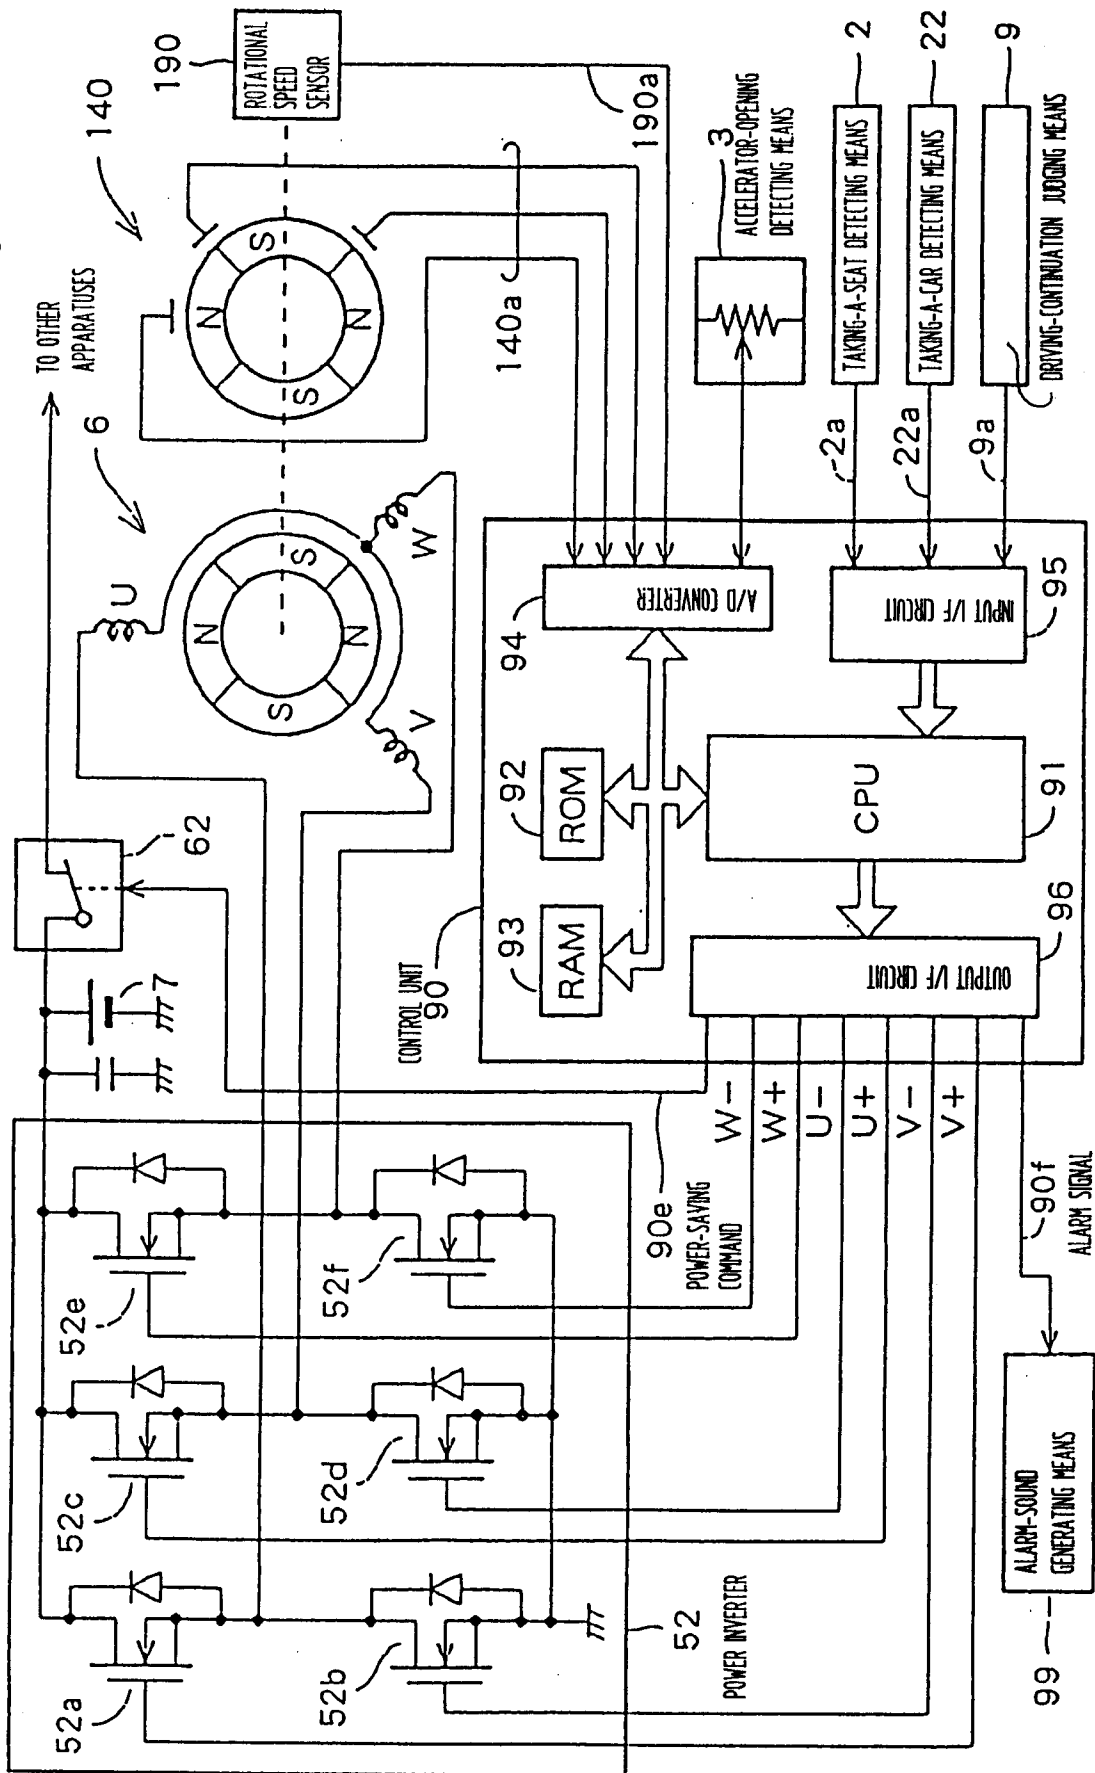 TO OTHER
APPARATUSES
6
140
190
ROTATIONAL
SPEED
SENSOR
190a
140a
62
7
U
V
W
N
S
N
S
N
S
N
S
52a
52c
52e
52b
52d
52f
52
POWER INVERTER
90e
POWER-SAVING
COMMAND
CONTROL UNIT
90
93
RAM
92
ROM
94
A/D CONVERTER
3
ACCELERATOR-OPENING
DETECTING MEANS
W-
W+
U-
U+
V-
V+
OUTPUT I/F CIRCUIT
96
CPU
91
INPUT I/F CIRCUIT
95
2a
22a
9a
TAKING-A-SEAT DETECTING MEANS
2
TAKING-A-CAR DETECTING MEANS
22
DRIVING-CONTINUATION JUDGING MEANS
9
90f
ALARM SIGNAL
ALARM-SOUND
GENERATING MEANS
99